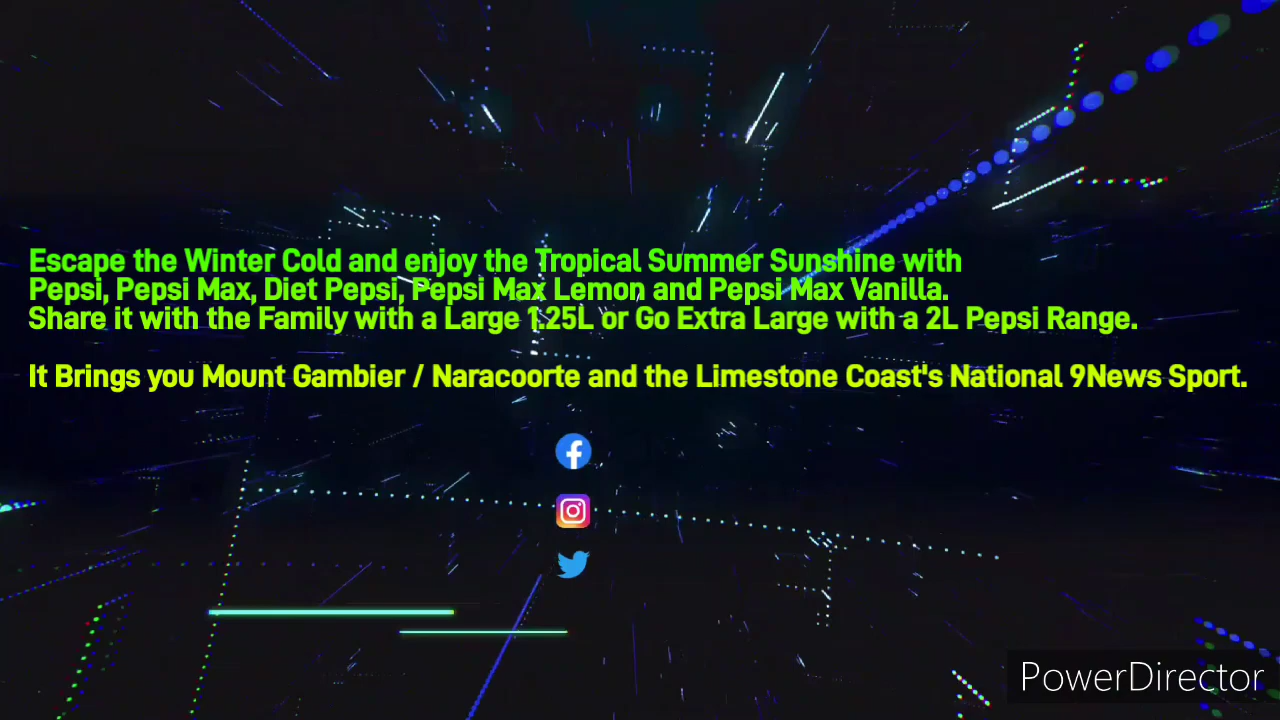 Escape the Winter Cold and enjoy the Tropical Summer Sunshine with
Pepsi, Pepsi Max, Diet Pepsi, Pepsi Max Lemon and Pepsi Max Vanilla.
Share it with the Family with a Large 1.25L or Go Extra Large with a 2L Pepsi Range.
It Brings you Mount Gambier / Naracoorte and the Limestone Coast's National 9News Sport.
PowerDirector